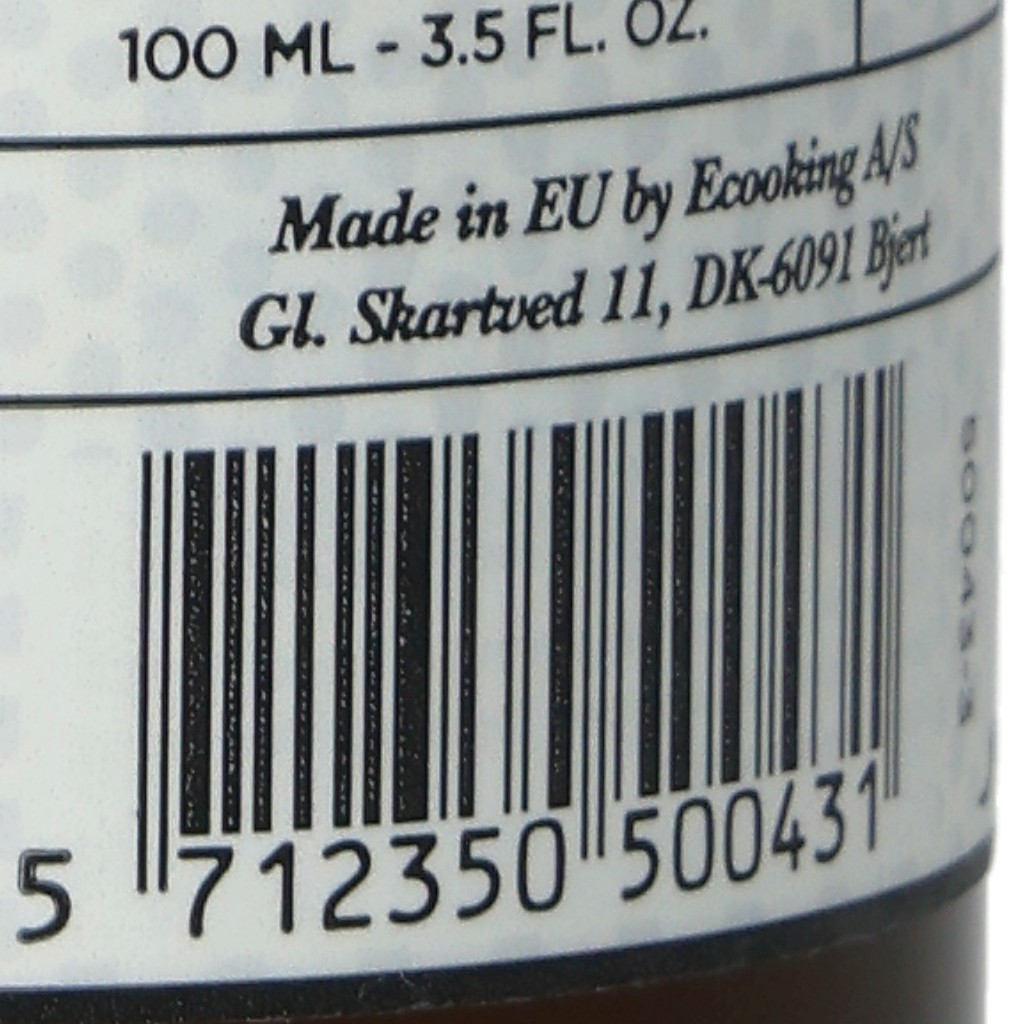 100 ML - 3.5 FL. OZ.
Made in EU by Ecooking A/S
Gl. Skartved 11, DK-6091 Bjert
5 712350 500431